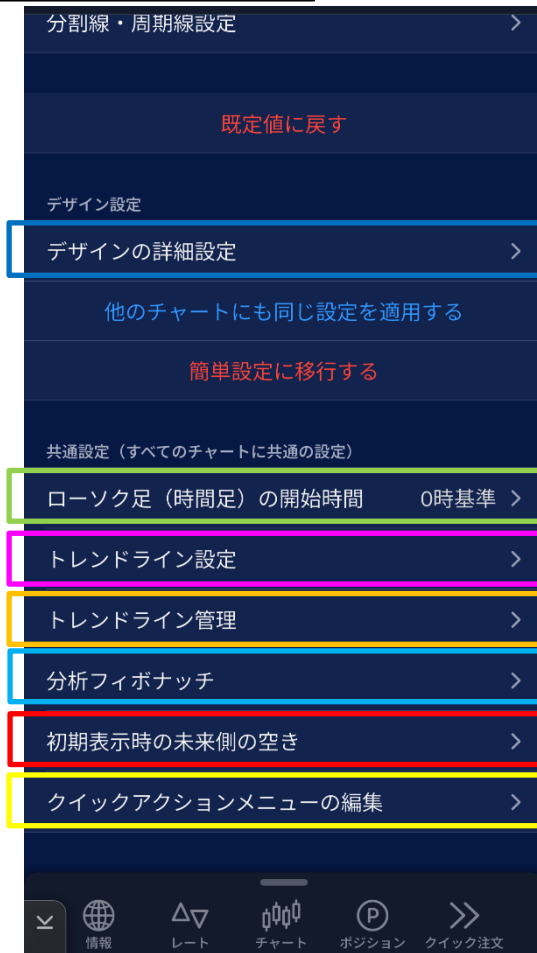 分割線・周期線設定
既定値に戻す
デザイン設定
デザインの詳細設定
他のチャートにも同じ設定を適用する
簡単設定に移行する
共通設定（すべてのチャートに共通の設定）
ローソク足（時間足）の開始時間 0時基準
トレンドライン設定
トレンドライン管理
分析フィボナッチ
初期表示時の未来側の空き
クイックアクションメニューの編集
P
情報 レート チャート ポジション クイック注文